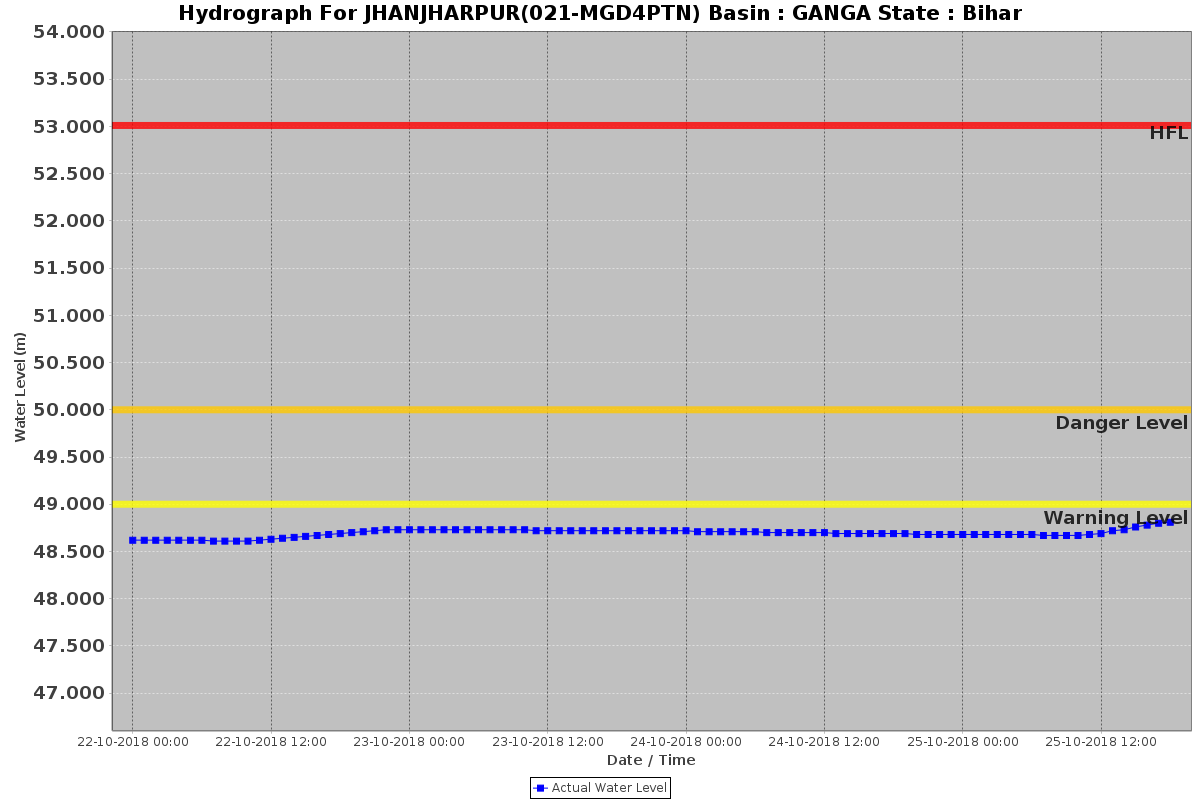 Hydrograph For JHANJHARPUR(021-MGD4PTN) Basin : GANGA State : Bihar
54.000
53.500
53.000
HFL
52.500
52.000
51.500
51.000
50.500
50.000
Danger Level
49.500
49.000
Warning Level
48.500
48.000
47.500
47.000
Water Level (m)
22-10-2018 00:00 22-10-2018 12:00 23-10-2018 00:00 23-10-2018 12:00 24-10-2018 00:00 24-10-2018 12:00 25-10-2018 00:00 25-10-2018 12:00
Date / Time
Actual Water Level